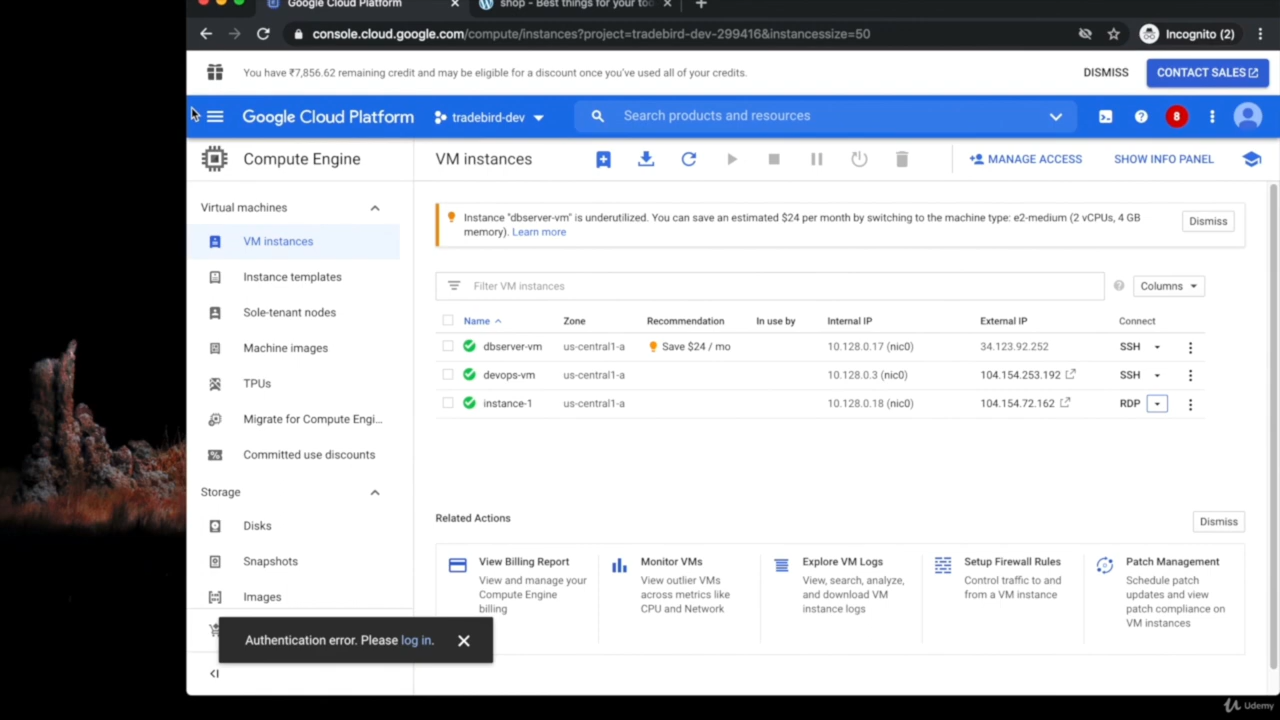 Google Cloud Platform
shop - Best things for your too
console.cloud.google.com/compute/instances?project=tradebird-dev-299416&instancessize=50
Incognito (2)
You have ₹7,856.62 remaining credit and may be eligible for a discount once you've used all of your credits.
DISMISS
CONTACT SALES
Google Cloud Platform
tradebird-dev
Search products and resources
8
Compute Engine
VM instances
MANAGE ACCESS
SHOW INFO PANEL
Virtual machines
VM instances
Instance templates
Sole-tenant nodes
Machine images
TPUs
Migrate for Compute Engi...
Committed use discounts
Storage
Disks
Snapshots
Images
Instance "dbserver-vm" is underutilized. You can save an estimated $24 per month by switching to the machine type: e2-medium (2 vCPUs, 4 GB
memory). Learn more
Dismiss
Filter VM instances
Columns
Name Zone Recommendation In use by Internal IP External IP Connect
dbserver-vm us-central1-a Save $24 / mo 10.128.0.17 (nic0) 34.123.92.252 SSH
devops-vm us-central1-a 10.128.0.3 (nic0) 104.154.253.192 SSH
instance-1 us-central1-a 10.128.0.18 (nic0) 104.154.72.162 RDP
Related Actions
Dismiss
View Billing Report
View and manage your
Compute Engine
billing
Monitor VMs
View outlier VMs
across metrics like
CPU and Network
Explore VM Logs
View, search, analyze,
and download VM
instance logs
Setup Firewall Rules
Control traffic to and
from a VM instance
Patch Management
Schedule patch
updates and view
patch compliance on
VM instances
Authentication error. Please log in.
Udemy